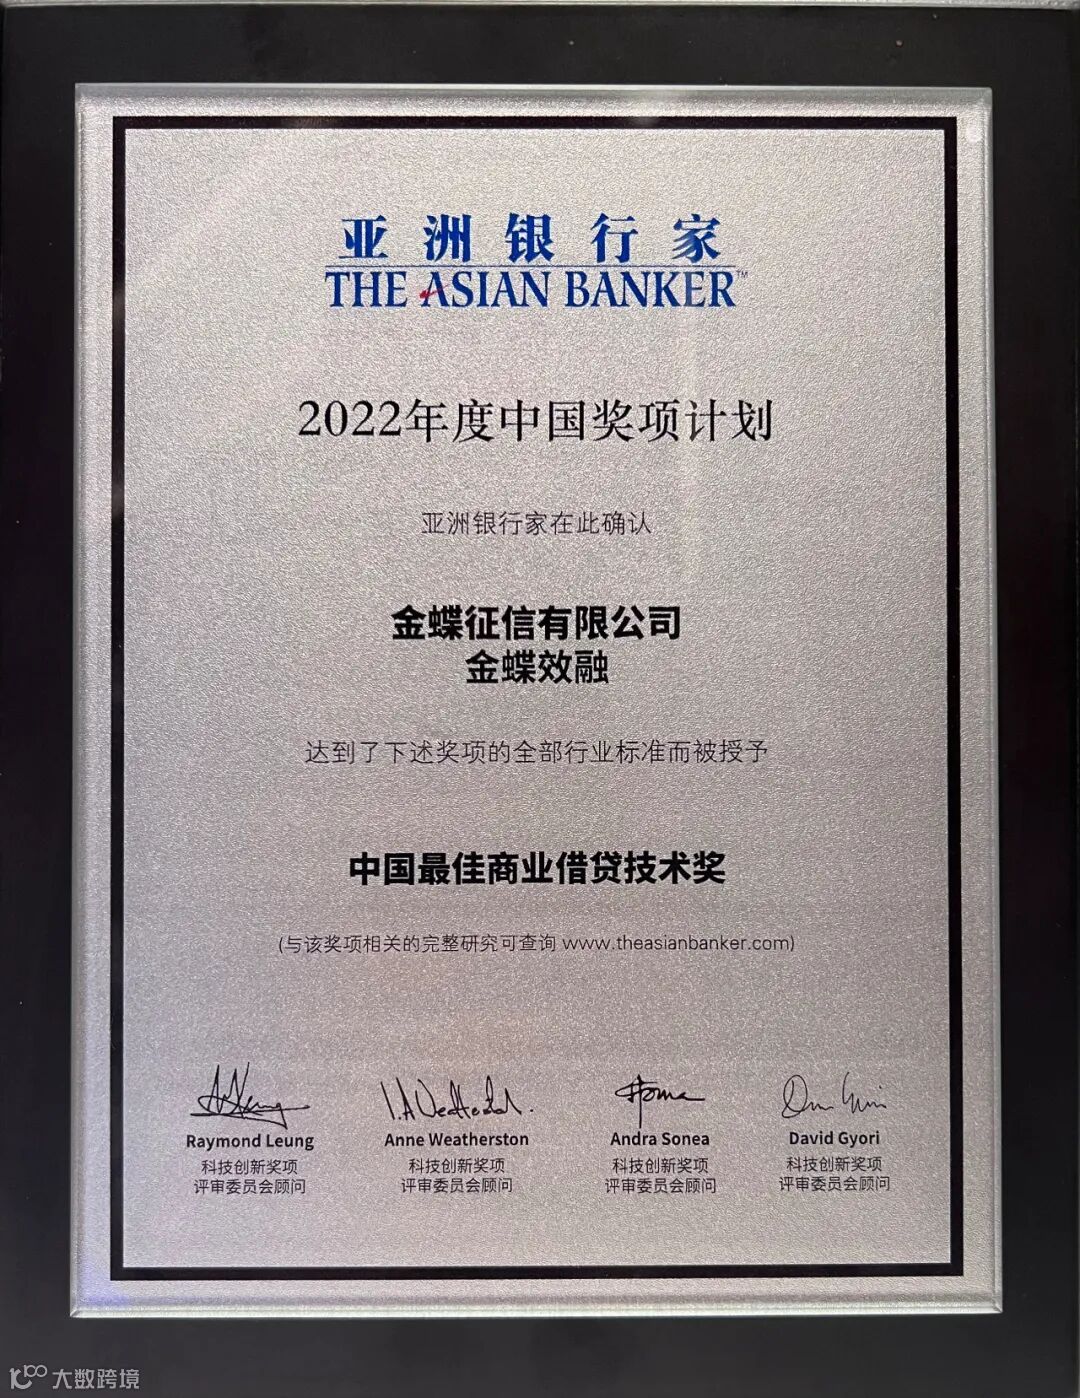 亚洲银行家
THE ASIAN BANKER™
2022年度中国奖项计划
亚洲银行家在此确认
金蝶征信有限公司
金蝶效融
达到了下述奖项的全部行业标准而被授予
中国最佳商业借贷技术奖
(与该奖项相关的完整研究可查询 www.theasianbanker.com)
Raymond Leung
科技创新奖项
评审委员会顾问
Anne Weatherston
科技创新奖项
评审委员会顾问
Andra Sonea
科技创新奖项
评审委员会顾问
David Gyori
科技创新奖项
评审委员会顾问
大数跨境